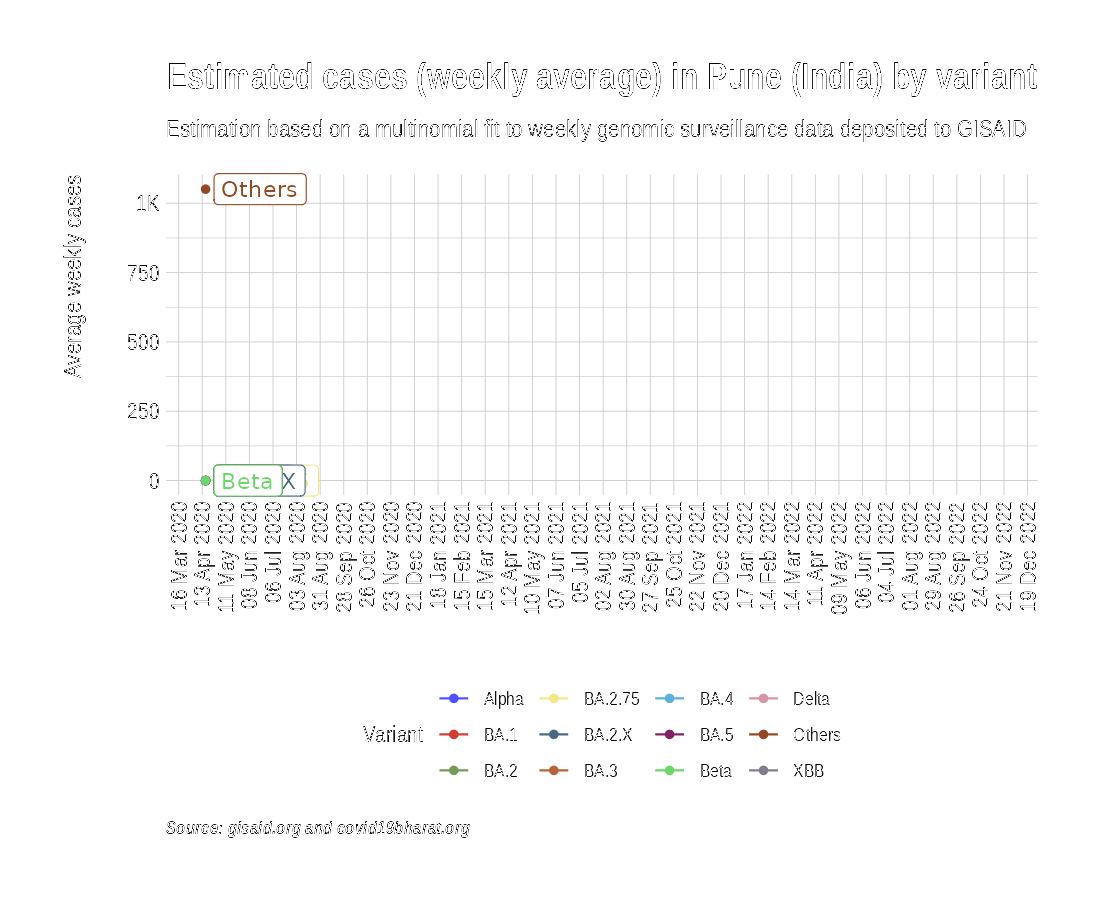 Estimated cases (weekly average) in Pune (India) by variant
Estimation based on a multinomial fit to weekly genomic surveillance data deposited to GISAID
Average weekly cases
1K
750
500
250
0
Others
Beta
X
16 Mar 2020
13 Apr 2020
11 May 2020
08 Jun 2020
06 Jul 2020
03 Aug 2020
31 Aug 2020
28 Sep 2020
26 Oct 2020
23 Nov 2020
21 Dec 2020
18 Jan 2021
15 Feb 2021
15 Mar 2021
12 Apr 2021
10 May 2021
07 Jun 2021
05 Jul 2021
02 Aug 2021
30 Aug 2021
27 Sep 2021
25 Oct 2021
22 Nov 2021
20 Dec 2021
17 Jan 2022
14 Feb 2022
14 Mar 2022
11 Apr 2022
09 May 2022
06 Jun 2022
04 Jul 2022
01 Aug 2022
29 Aug 2022
26 Sep 2022
24 Oct 2022
21 Nov 2022
19 Dec 2022
Variant
Alpha BA.2.75 BA.4 Delta
BA.1 BA.2.X BA.5 Others
BA.2 BA.3 Beta XBB
Source: gisaid.org and covid19bharat.org